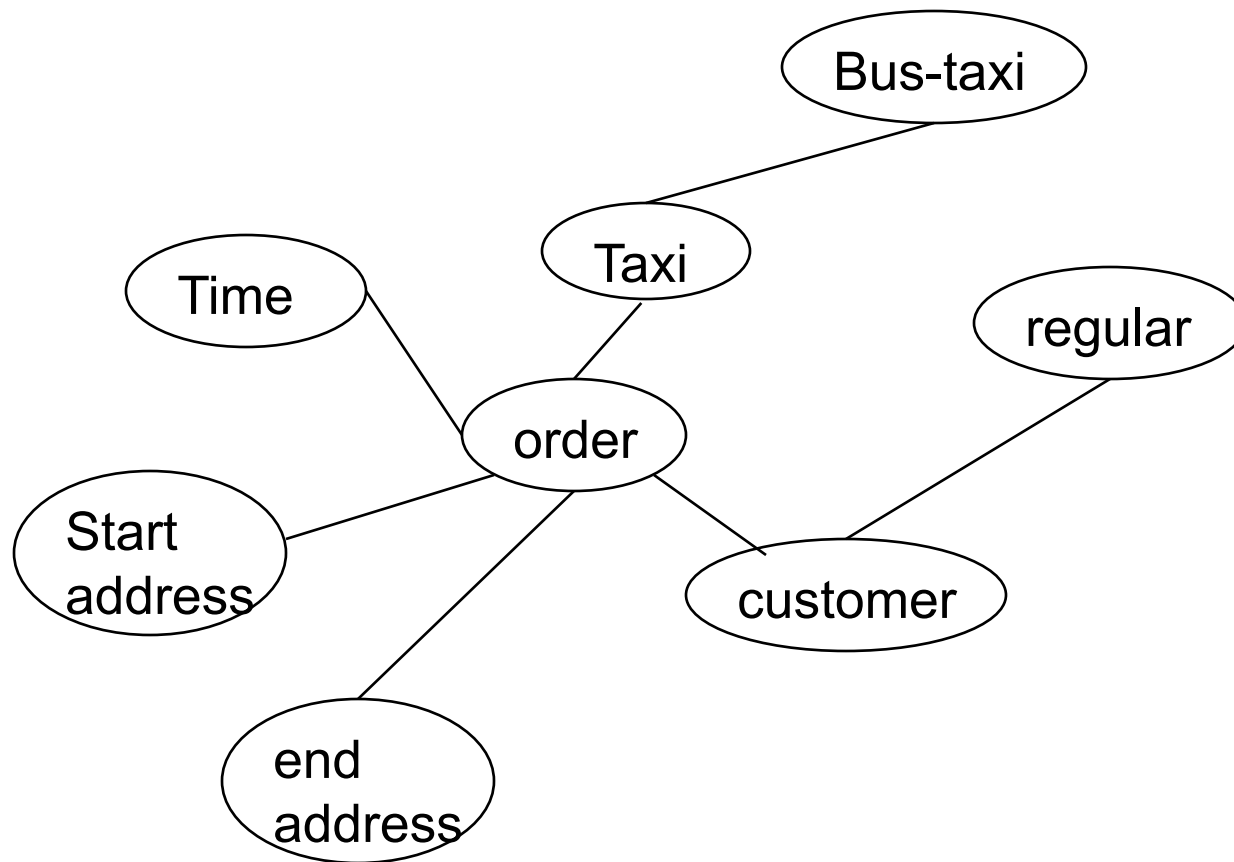 Bus-taxi
Taxi
Time
regular
order
Start
address
customer
end
address